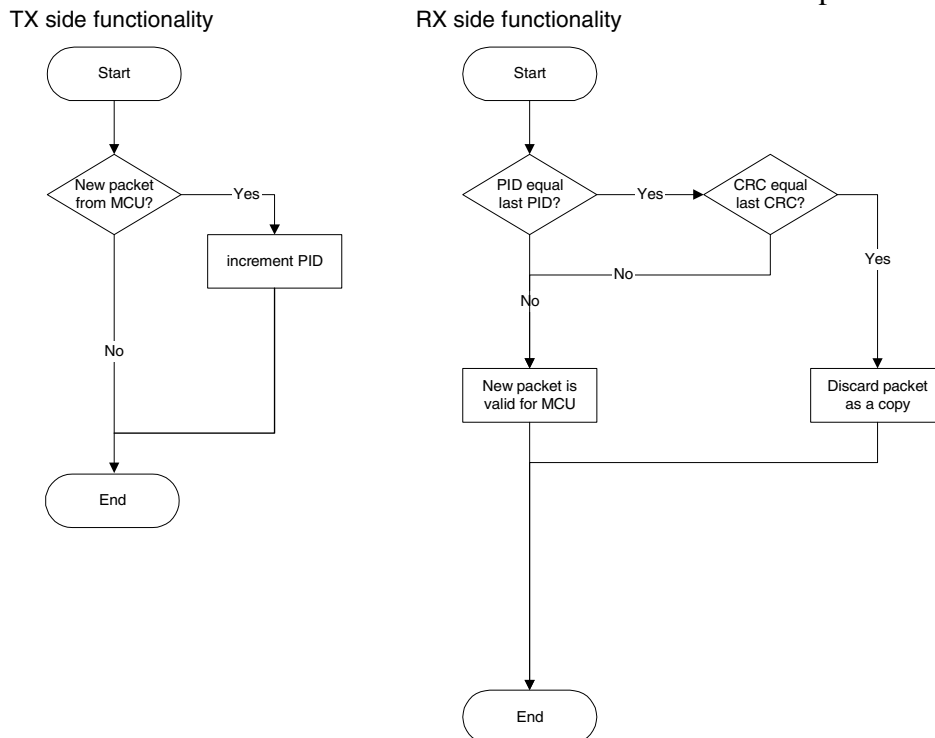 TX side functionality
Start
New packet
from MCU?
Yes
increment PID
No
End
RX side functionality
Start
PID equal
last PID?
Yes
CRC equal
last CRC?
Yes
No
No
New packet is
valid for MCU
Discard packet
as a copy
End